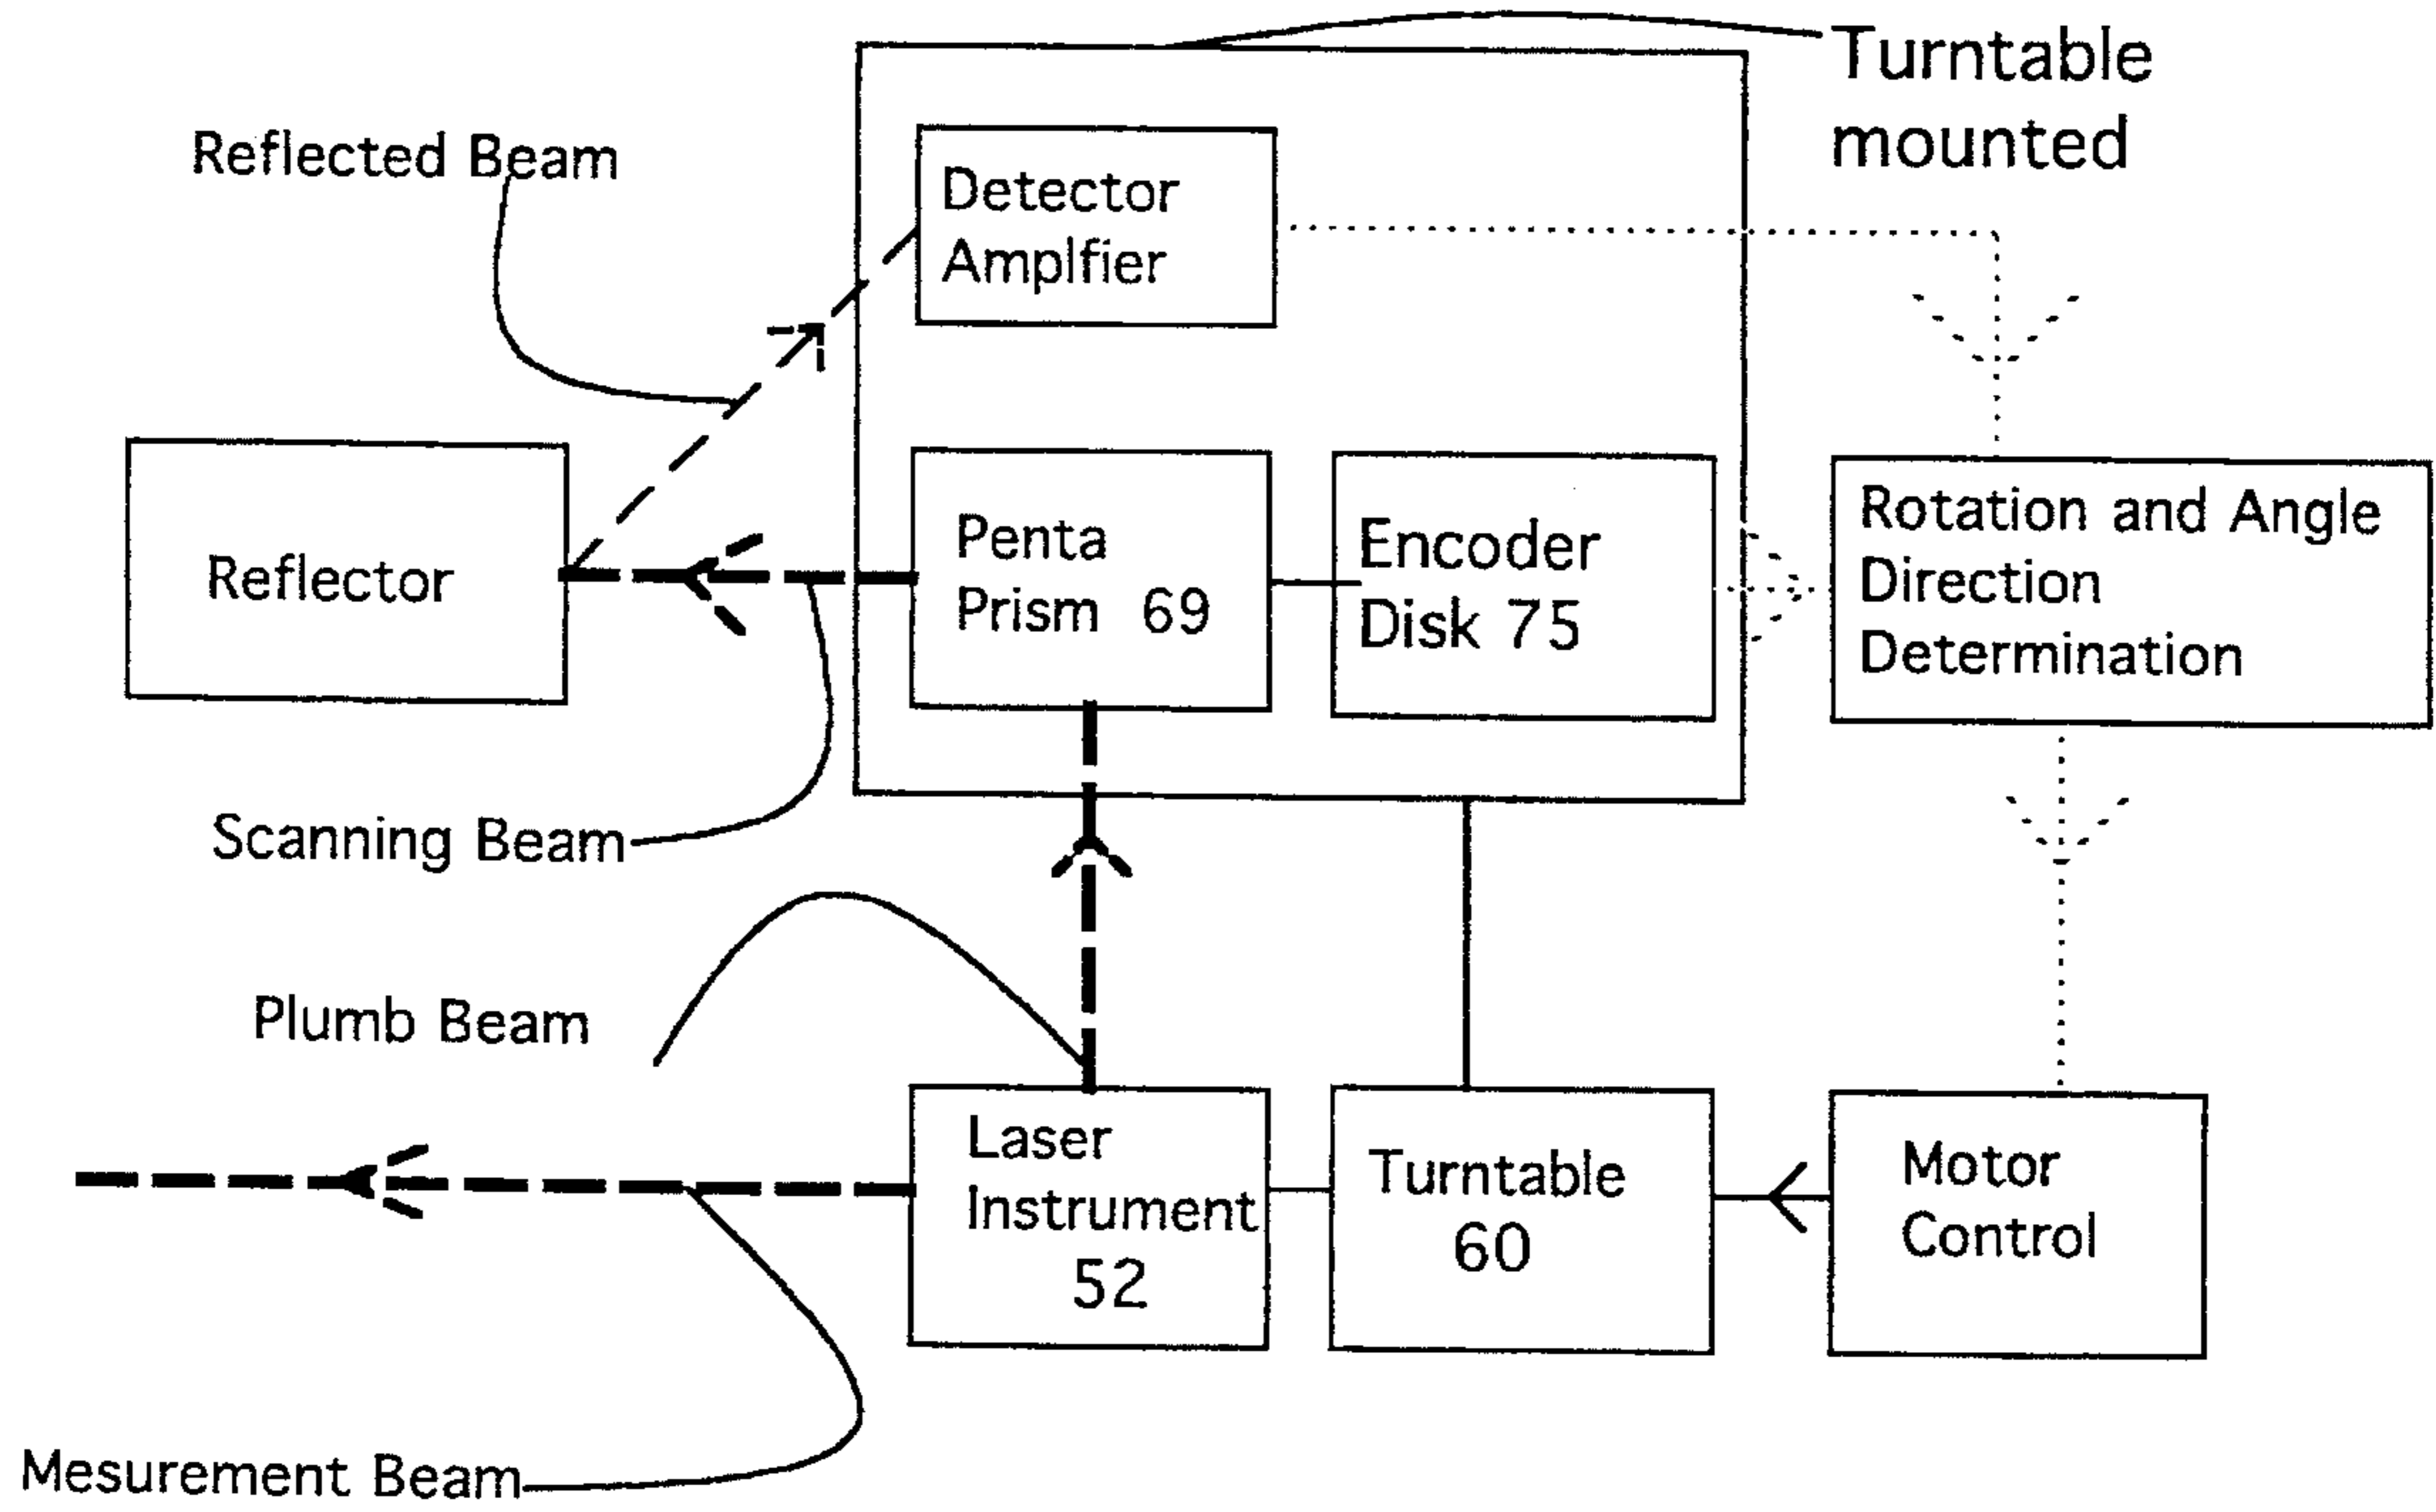 Turntable
mounted
Reflected Beam
Detector
Amplfier
Reflector
Penta
Prism 69
Encoder
Disk 75
Rotation and Angle
Direction
Determination
Scanning Beam
Plumb Beam
Laser
Instrument
52
Turntable
60
Motor
Control
Mesurement Beam